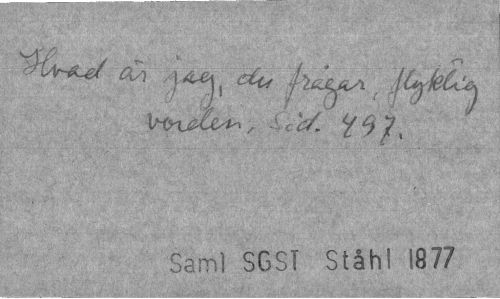 Hvad är jag, du frågar, flyktig
vorden, Sid. 497.
Saml SGST Ståhl 1877